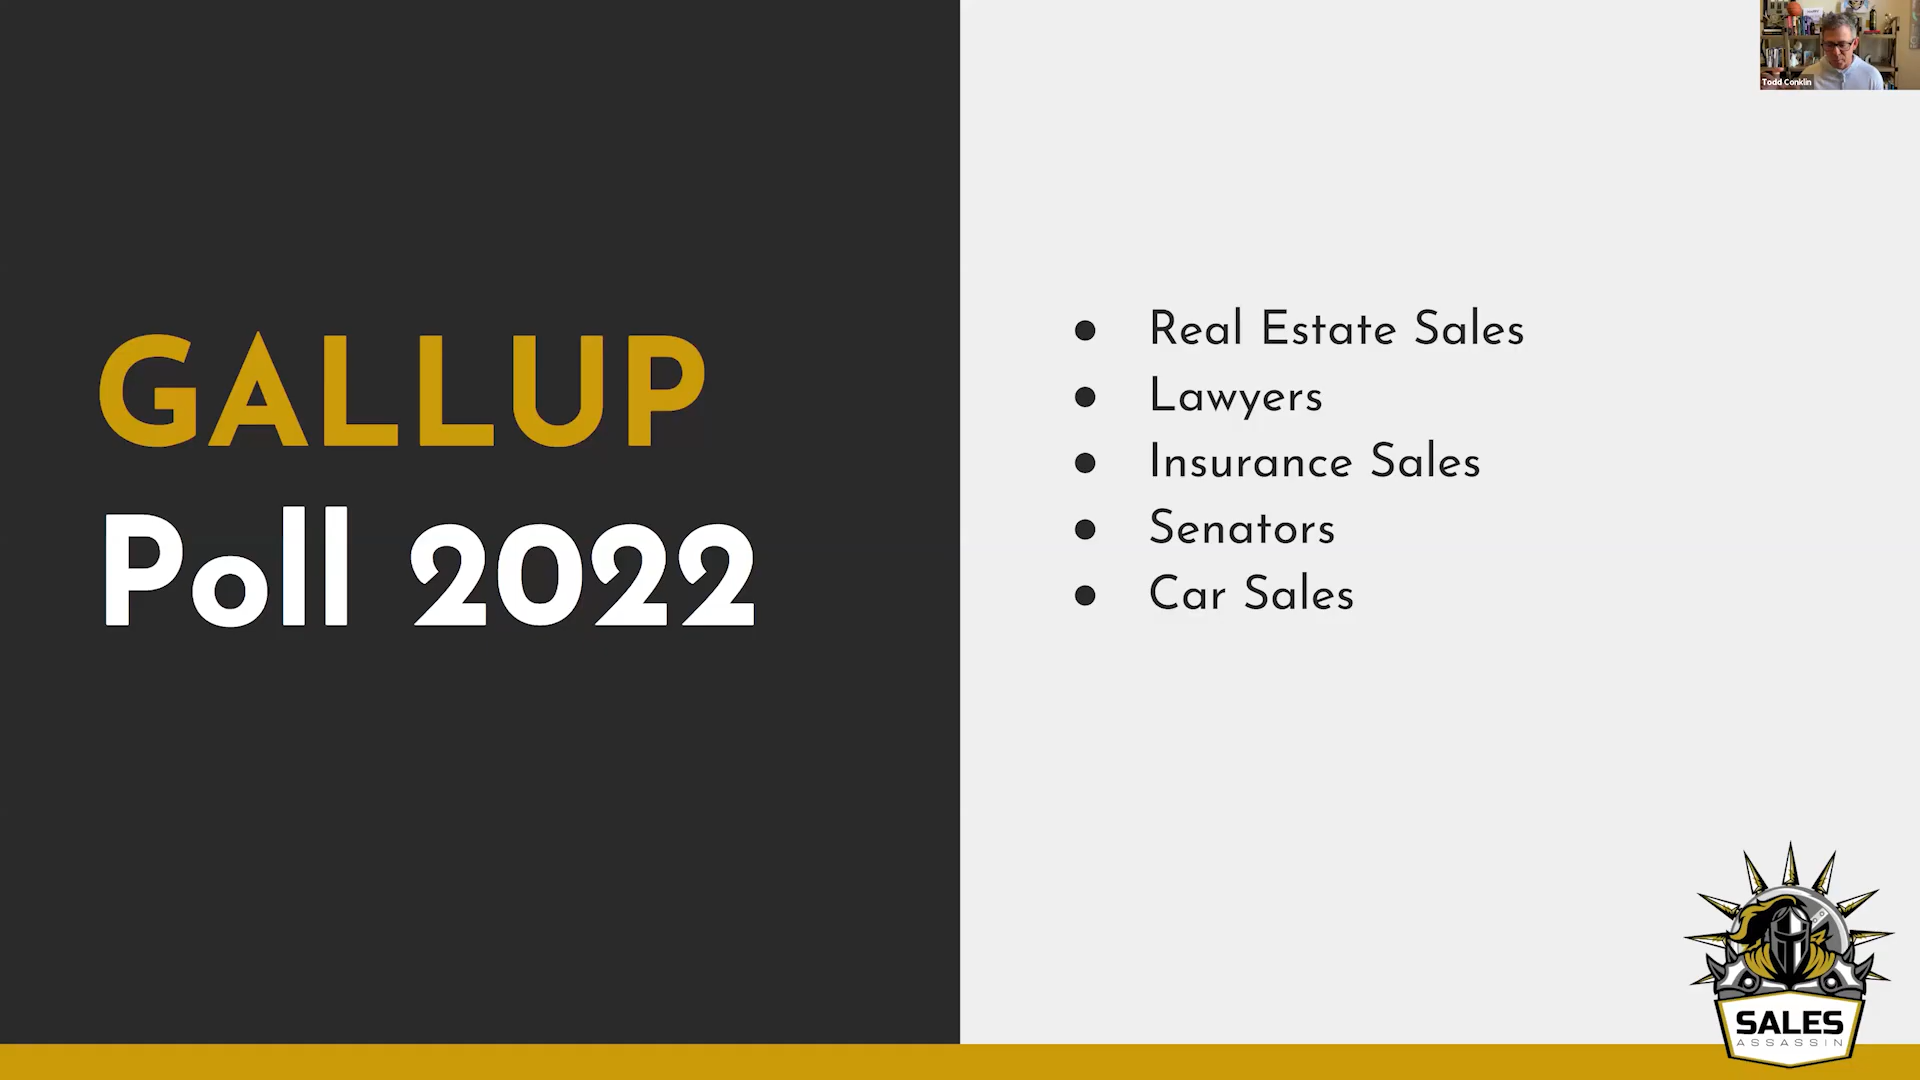 GALLUP
Poll 2022
● Real Estate Sales
● Lawyers
● Insurance Sales
● Senators
● Car Sales
Todd Conklin
SALES
ASSASSIN